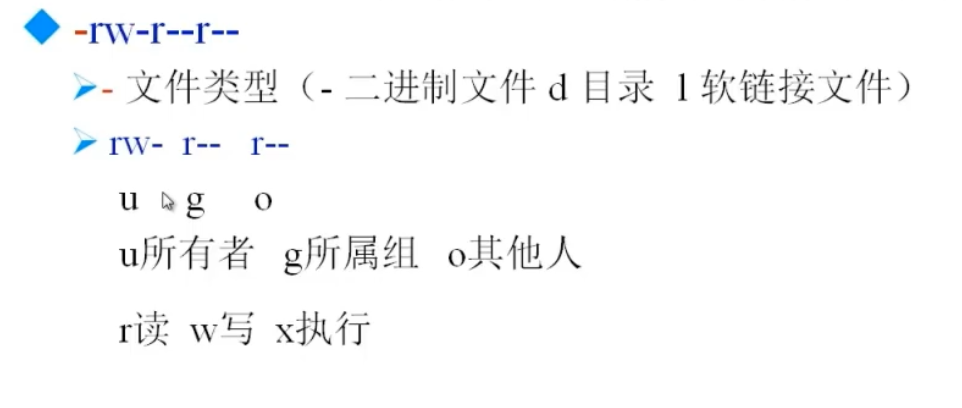 -rw-r--r--
- 文件类型（- 二进制文件 d 目录 l 软链接文件）
rw- r-- r--
u g o
u所有者 g所属组 o其他人
r读 w写 x执行